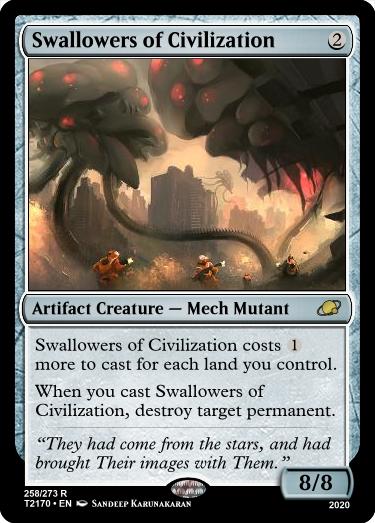 Swallowers of Civilization 2
Artifact Creature — Mech Mutant
Swallowers of Civilization costs 1
more to cast for each land you control.
When you cast Swallowers of
Civilization, destroy target permanent.
“They had come from the stars, and had
brought Their images with Them.”
8/8
258/273 R
T2170 • EN SANDEEP KARUNAKARAN
2020